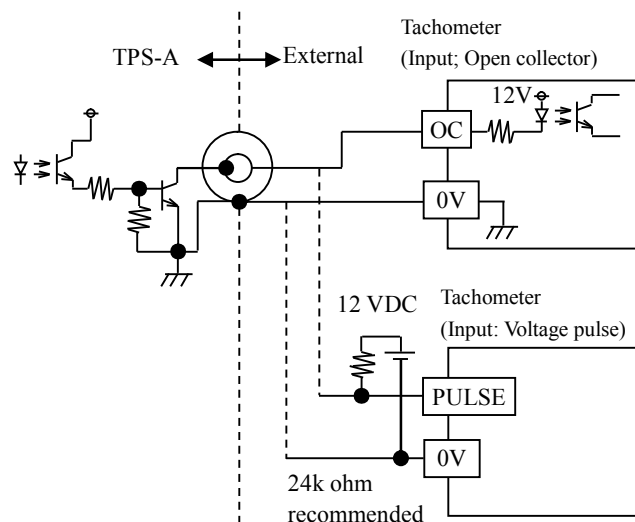 TPS-A
External
Tachometer
(Input; Open collector)
12V
OC
0V
12 VDC
Tachometer
(Input: Voltage pulse)
PULSE
0V
24k ohm
recommended